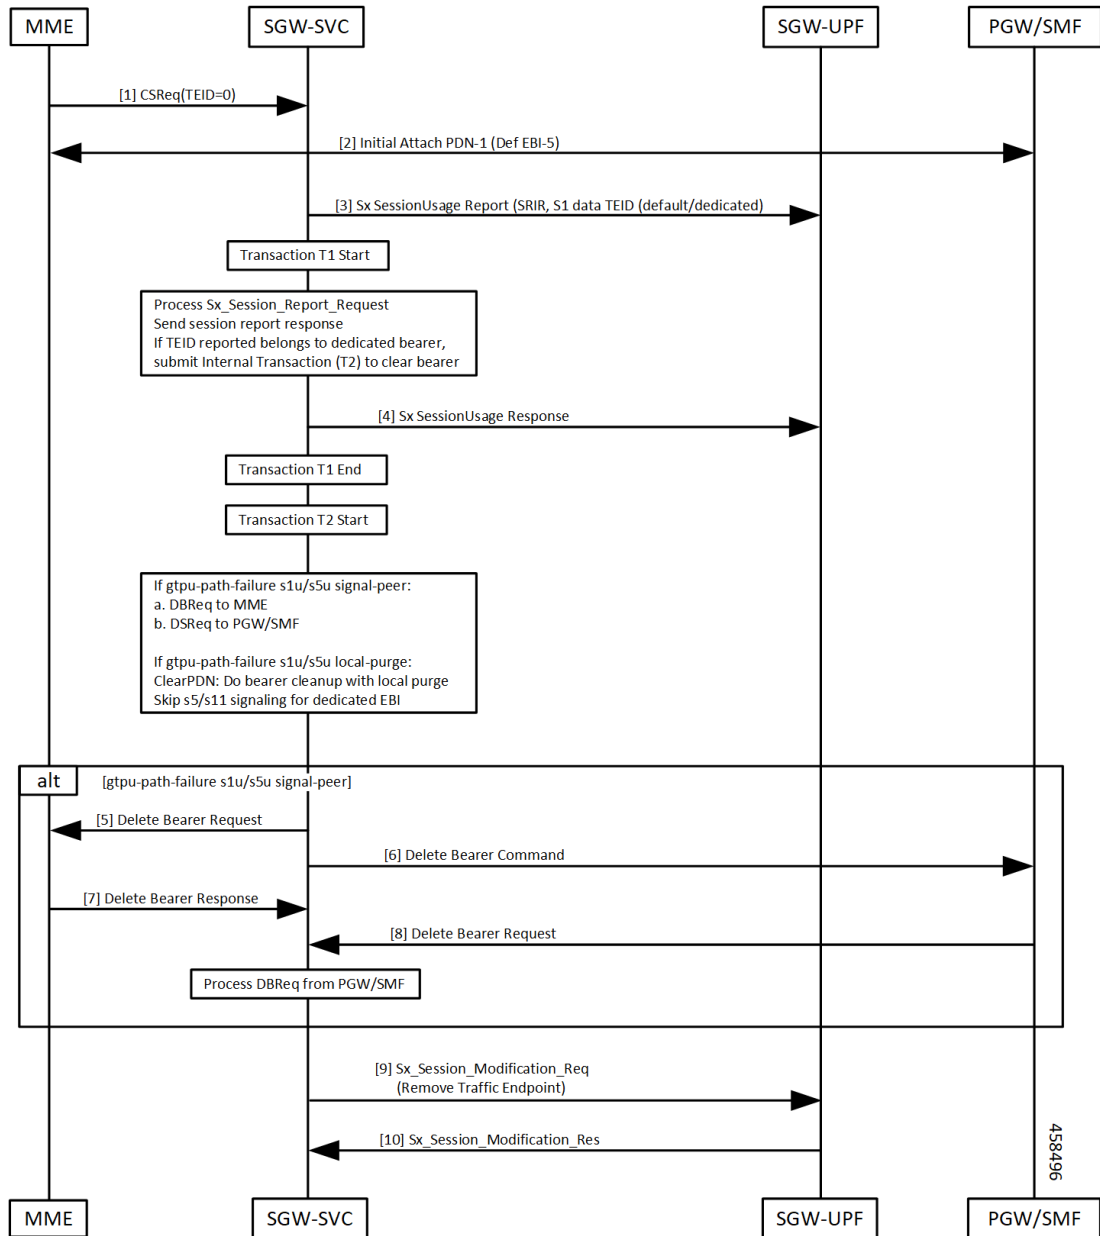 MME
SGW-SVC
SGW-UPF
PGW/SMF
[1] CSReq(TEID=0)
[2] Initial Attach PDN-1 (Def EBI-5)
[3] Sx SessionUsage Report (SRIR, S1 data TEID (default/dedicated)
Transaction T1 Start
Process Sx_Session_Report_Request
Send session report response
If TEID reported belongs to dedicated bearer,
submit Internal Transaction (T2) to clear bearer
[4] Sx SessionUsage Response
Transaction T1 End
Transaction T2 Start
If gtpu-path-failure s1u/s5u signal-peer:
a. DBReq to MME
b. DSReq to PGW/SMF
If gtpu-path-failure s1u/s5u local-purge:
ClearPDN: Do bearer cleanup with local purge
Skip s5/s11 signaling for dedicated EBI
alt
[gtpu-path-failure s1u/s5u signal-peer]
[5] Delete Bearer Request
[6] Delete Bearer Command
[7] Delete Bearer Response
[8] Delete Bearer Request
Process DBReq from PGW/SMF
[9] Sx_Session_Modification_Req
(Remove Traffic Endpoint)
[10] Sx_Session_Modification_Res
458496
MME
SGW-SVC
SGW-UPF
PGW/SMF